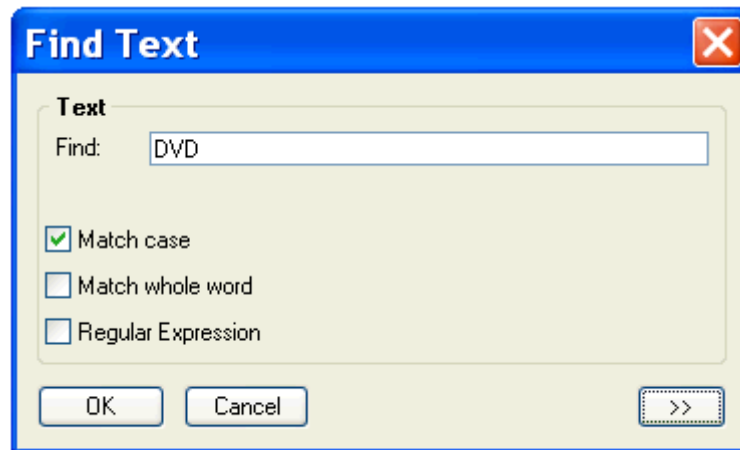 Find Text
Text
Find: DVD
Match case
Match whole word
Regular Expression
OK Cancel >>